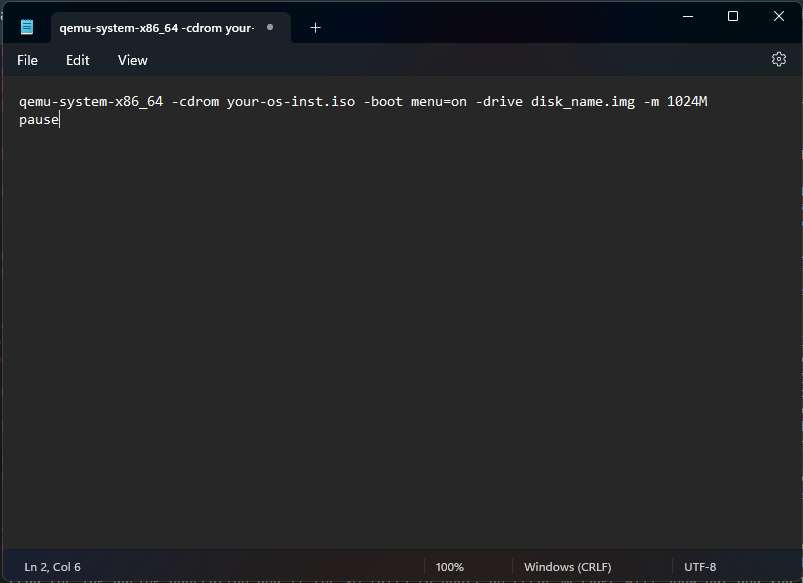 qemu-system-x86_64 -cdrom your-
File Edit View
qemu-system-x86_64 -cdrom your-os-inst.iso -boot menu=on -drive disk_name.img -m 1024M
pause
Ln 2, Col 6 100% Windows (CRLF) UTF-8